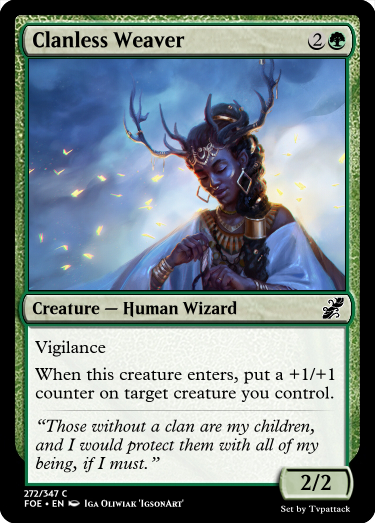 Clanless Weaver 2
Creature — Human Wizard
Vigilance
When this creature enters, put a +1/+1
counter on target creature you control.
“Those without a clan are my children,
and I would protect them with all of my
being, if I must.”
2/2
272/347 C
FOE • EN Iga Oliwiak 'IgsonArt'
Set by Tvpattack